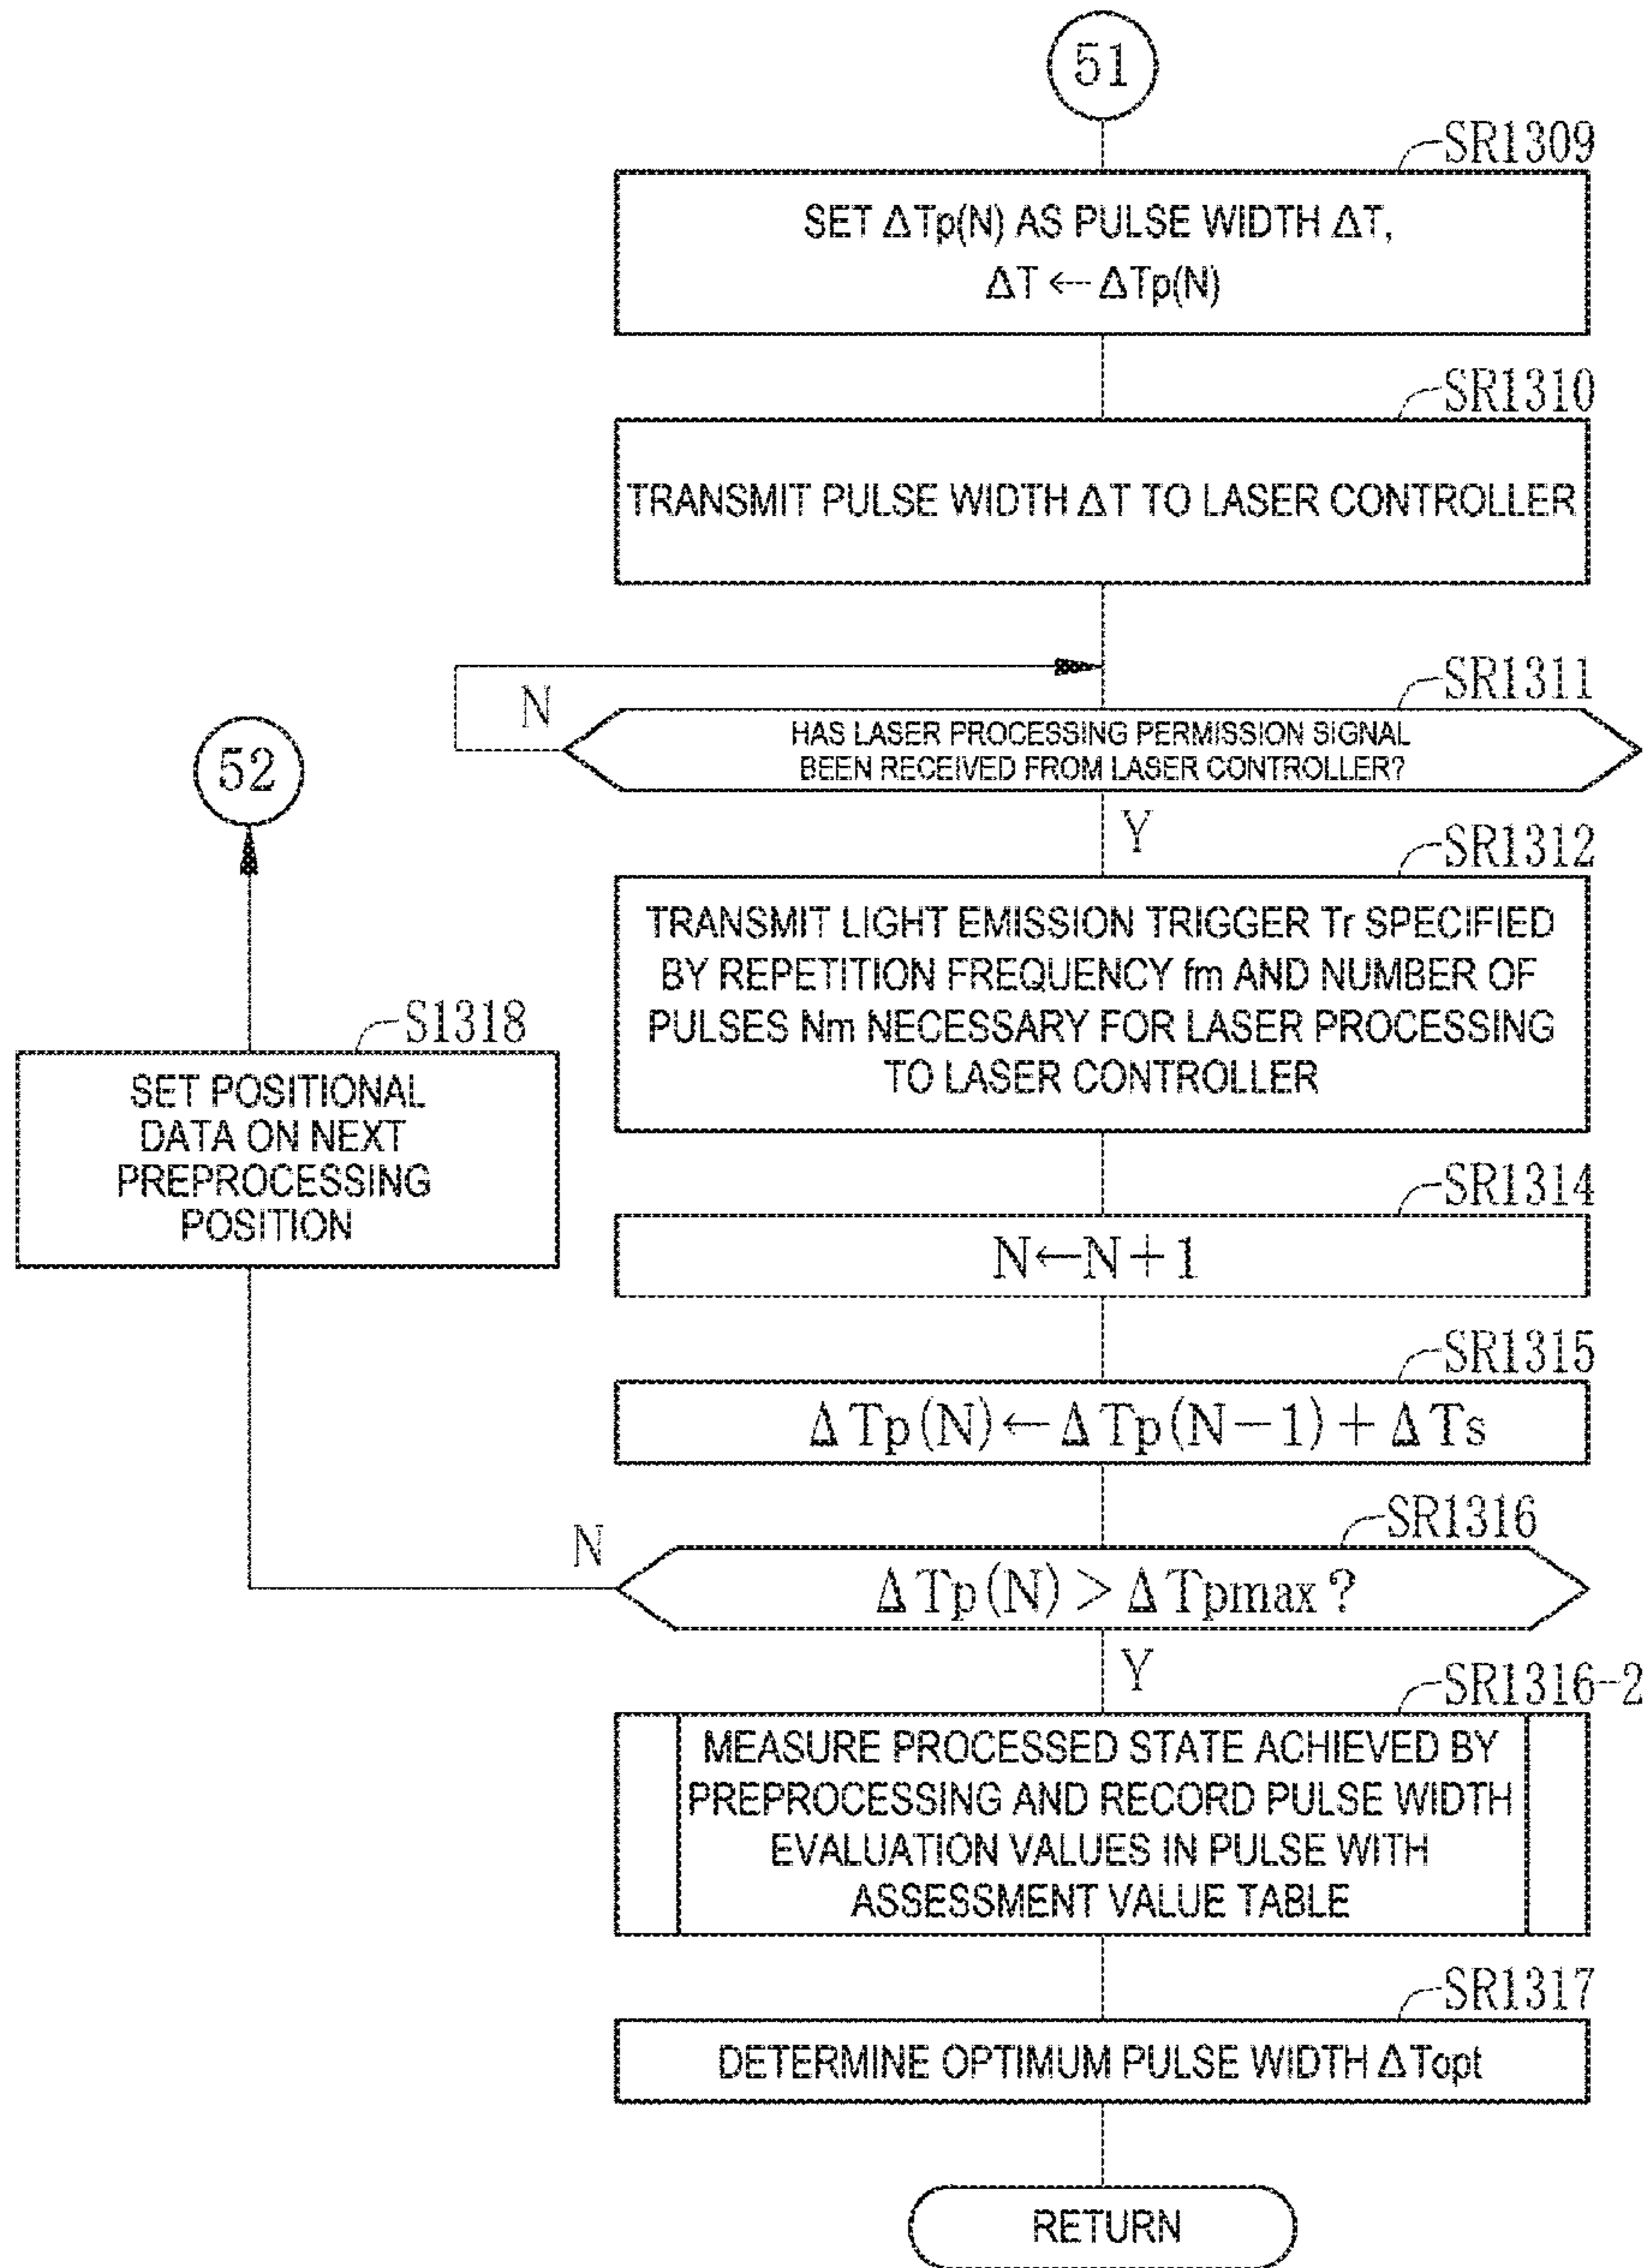 51
SR1309
SET ΔTp(N) AS PULSE WIDTH ΔT,
ΔT ← ΔTp(N)
SR1310
TRANSMIT PULSE WIDTH ΔT TO LASER CONTROLLER
SR1311
N
HAS LASER PROCESSING PERMISSION SIGNAL
BEEN RECEIVED FROM LASER CONTROLLER?
52
Y
SR1312
TRANSMIT LIGHT EMISSION TRIGGER Tr SPECIFIED
BY REPETITION FREQUENCY fm AND NUMBER OF
PULSES Nm NECESSARY FOR LASER PROCESSING
TO LASER CONTROLLER
S1318
SET POSITIONAL
DATA ON NEXT
PREPROCESSING
POSITION
SR1314
N←N+1
SR1315
ΔTp(N)←ΔTp(N-1)+ΔTs
SR1316
N
ΔTp(N)>ΔTpmax?
Y
SR1316-2
MEASURE PROCESSED STATE ACHIEVED BY
PREPROCESSING AND RECORD PULSE WIDTH
EVALUATION VALUES IN PULSE WITH
ASSESSMENT VALUE TABLE
SR1317
DETERMINE OPTIMUM PULSE WIDTH ΔTopt
RETURN